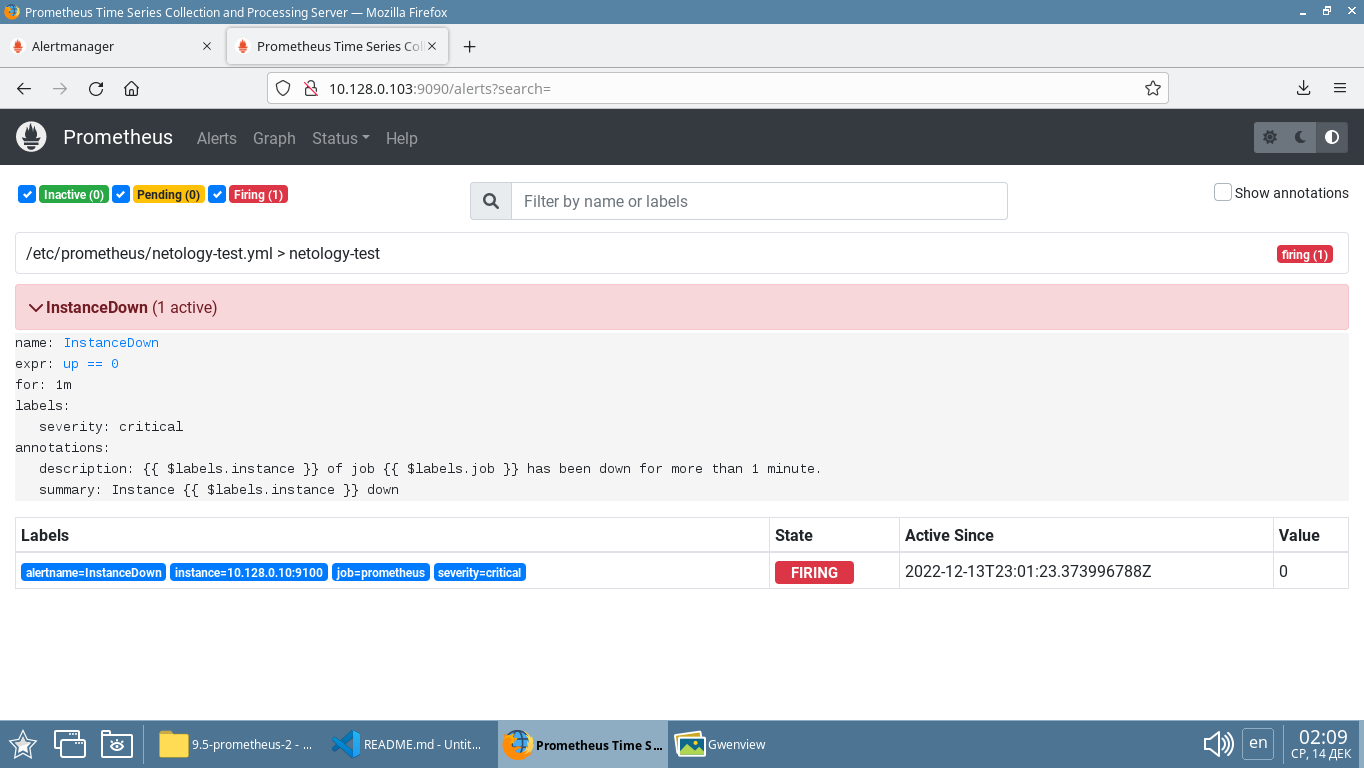 Prometheus Time Series Collection and Processing Server — Mozilla Firefox
Alertmanager
Prometheus Time Series Col
10.128.0.103:9090/alerts?search=
Prometheus Alerts Graph Status Help
Inactive (0) Pending (0) Firing (1)
Filter by name or labels
Show annotations
/etc/prometheus/netology-test.yml > netology-test
firing (1)
InstanceDown (1 active)
name: InstanceDown
expr: up == 0
for: 1m
labels:
severity: critical
annotations:
description: {{ $labels.instance }} of job {{ $labels.job }} has been down for more than 1 minute.
summary: Instance {{ $labels.instance }} down
Labels State Active Since Value
alertname=InstanceDown instance=10.128.0.10:9100 job=prometheus severity=critical FIRING 2022-12-13T23:01:23.373996788Z 0
9.5-prometheus-2 - ...
README.md - Untit...
Prometheus Time S...
Gwenview
en
02:09
СР, 14 ДЕК